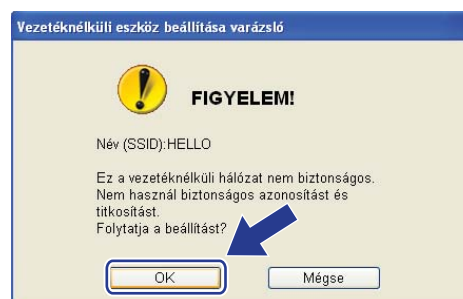 Vezetéknélküli eszköz beállítása varázsló
FIGYELEM!
Név (SSID):HELLO
Ez a vezetéknélküli hálózat nem biztonságos.
Nem használ biztonságos azonosítást és
titkosítást.
Folytatja a beállítást?
OK
Mégse